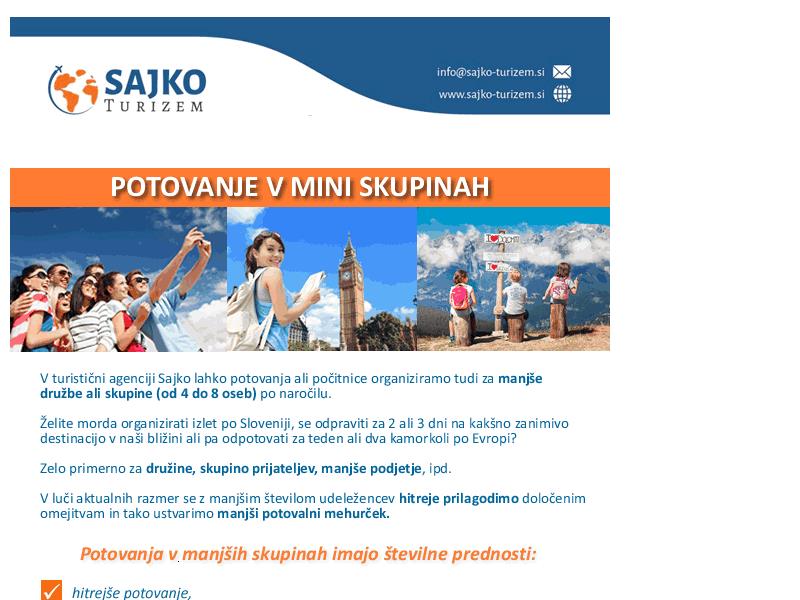 SAJKO
TURIZEM
info@sajko-turizem.si
www.sajko-turizem.si
POTOVANJE V MINI SKUPINAH
V turistični agenciji Sajko lahko potovanja ali počitnice organiziramo tudi za manjše
družbe ali skupine (od 4 do 8 oseb) po naročilu.
Želite morda organizirati izlet po Sloveniji, se odpraviti za 2 ali 3 dni na kakšno zanimivo
destinacijo v naši bližini ali pa odpotovati za teden ali dva kamorkoli po Evropi?
Zelo primerno za družine, skupino prijateljev, manjše podjetje, ipd.
V luči aktualnih razmer se z manjšim številom udeležencev hitreje prilagodimo določenim
omejitvam in tako ustvarimo manjši potovalni mehurček.
Potovanja v manjših skupinah imajo številne prednosti:
hitrejše potovanje,